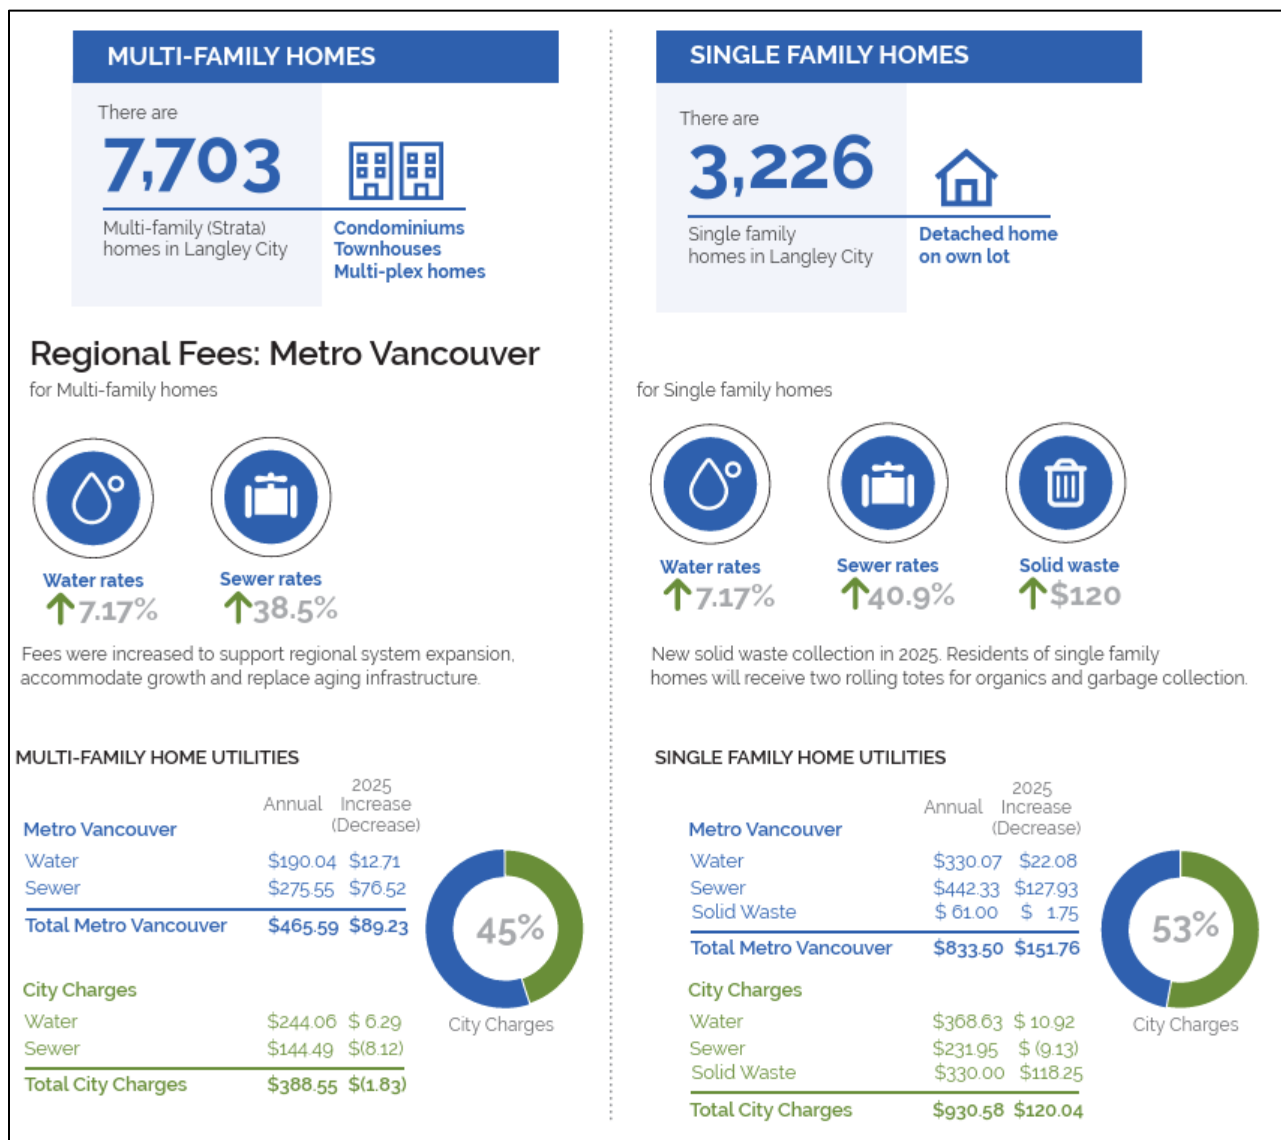 MULTI-FAMILY HOMES
There are
7,703
Multi-family (Strata)
homes in Langley City
Condominiums
Townhouses
Multi-plex homes
SINGLE FAMILY HOMES
There are
3,226
Single family
homes in Langley City
Detached home
on own lot
Regional Fees: Metro Vancouver
for Multi-family homes
Water rates
7.17%
Sewer rates
38.5%
Fees were increased to support regional system expansion,
accommodate growth and replace aging infrastructure.
for Single family homes
Water rates
7.17%
Sewer rates
40.9%
Solid waste
$120
New solid waste collection in 2025. Residents of single family
homes will receive two rolling totes for organics and garbage collection.
MULTI-FAMILY HOME UTILITIES
Annual 2025 Increase (Decrease)
Metro Vancouver
Water $190.04 $12.71
Sewer $275.55 $76.52
Total Metro Vancouver $465.59 $89.23
City Charges
Water $244.06 $ 6.29
Sewer $144.49 $(8.12)
Total City Charges $388.55 $(1.83)
45%
City Charges
SINGLE FAMILY HOME UTILITIES
Annual 2025 Increase (Decrease)
Metro Vancouver
Water $330.07 $22.08
Sewer $442.33 $127.93
Solid Waste $ 61.00 $ 1.75
Total Metro Vancouver $833.50 $151.76
City Charges
Water $368.63 $ 10.92
Sewer $231.95 $ (9.13)
Solid Waste $330.00 $118.25
Total City Charges $930.58 $120.04
53%
City Charges